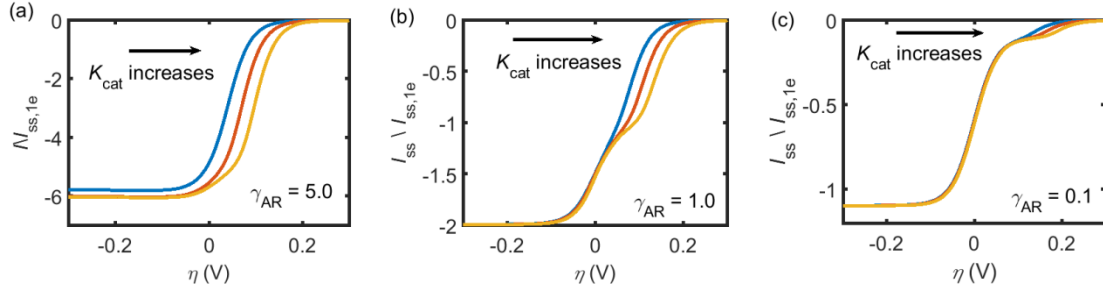 (a)
0
-2
-4
-6
I\I_ss,1e
K_cat increases
γ_AR = 5.0
-0.2
0
0.2
η (V)
(b)
0
-0.5
-1
-1.5
-2
I_ss \ I_ss,1e
K_cat increases
γ_AR = 1.0
-0.2
0
0.2
η (V)
(c)
0
-0.5
-1
I_ss \ I_ss,1e
K_cat increases
γ_AR = 0.1
-0.2
0
0.2
η (V)